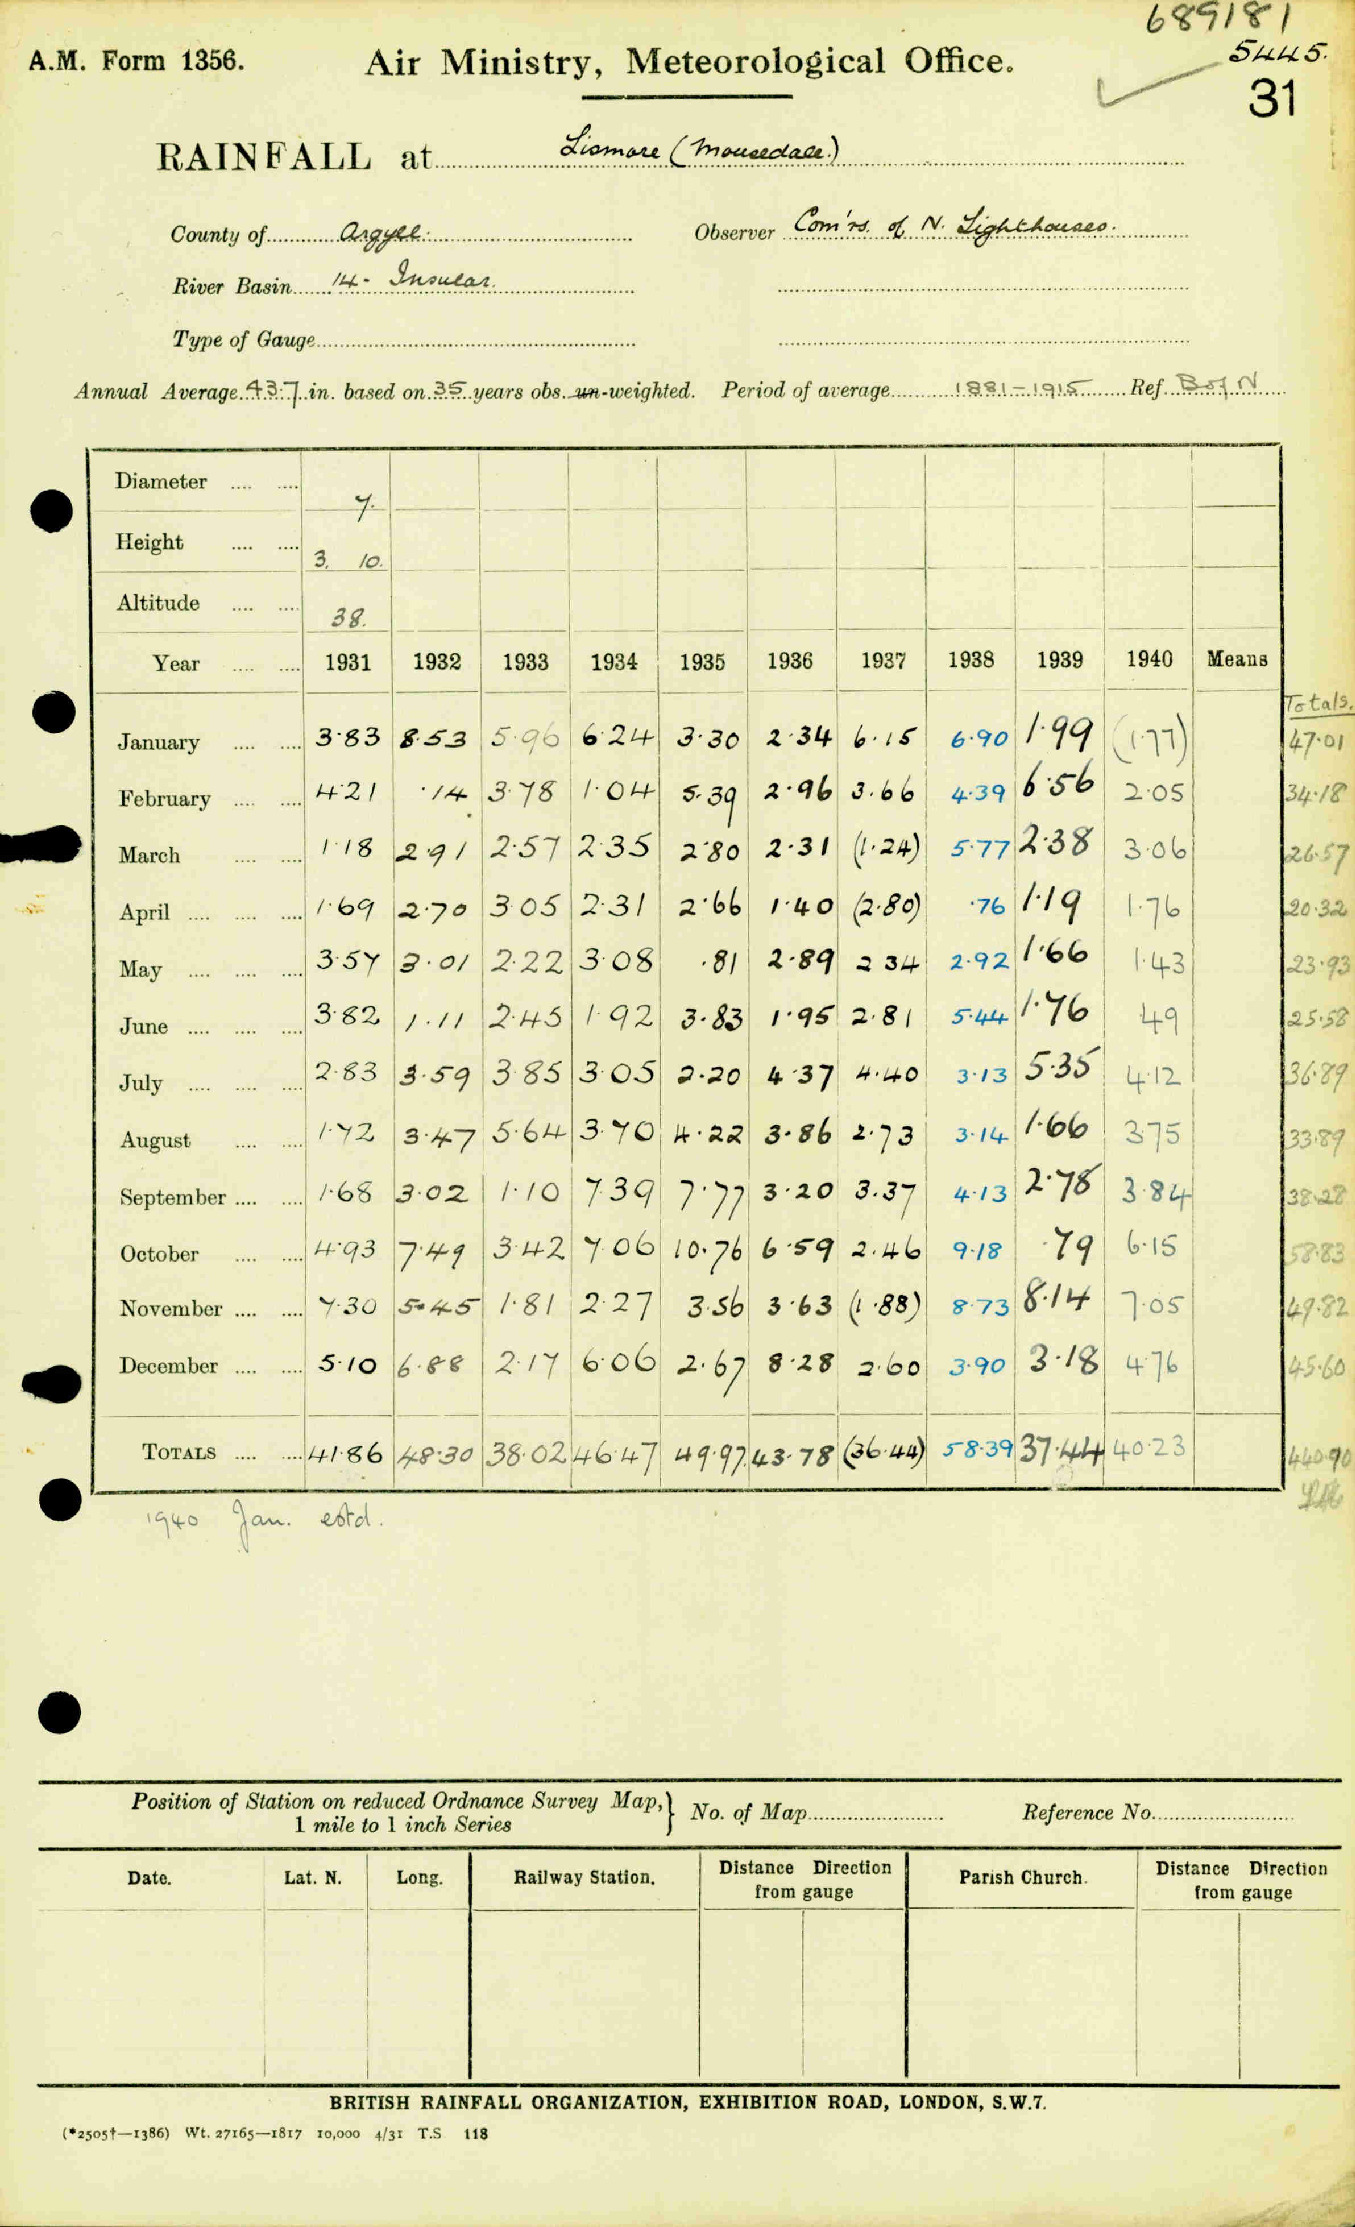 689181
A.M. Form 1356. Air Ministry, Meteorological Office. 5445.
31
RAINFALL at Lismore (Mousedale.)
County of Argyll. Observer Com'rs. of N. Lighthouses.
River Basin 14 - Insular.
Type of Gauge
Annual Average 43.7 in. based on 35 years obs. un-weighted. Period of average 1881-1915 Ref. B of N
Diameter 7.
Height 3. 10.
Altitude 38.
Year 1931 1932 1933 1934 1935 1936 1937 1938 1939 1940 Means
Totals.
January 3.83 8.53 5.96 6.24 3.30 2.34 6.15 6.90 1.99 (1.77) 47.01
February 4.21 .14 3.78 1.04 5.39 2.96 3.66 4.39 6.56 2.05 34.18
March 1.18 2.91 2.57 2.35 2.80 2.31 (1.24) 5.77 2.38 3.06 26.57
April 1.69 2.70 3.05 2.31 2.66 1.40 (2.80) .76 1.19 1.76 20.32
May 3.57 3.01 2.22 3.08 .81 2.89 2 34 2.92 1.66 1.43 23.93
June 3.82 1.11 2.45 1.92 3.83 1.95 2.81 5.44 1.76 49 25.58
July 2.83 3.59 3.85 3.05 2.20 4.37 4.40 3.13 5.35 4.12 36.89
August 1.72 3.47 5.64 3.70 4.22 3.86 2.73 3.14 1.66 3.75 33.89
September 1.68 3.02 1.10 7.39 7.77 3.20 3.37 4.13 2.78 3.84 38.28
October 4.93 7.49 3.42 7.06 10.76 6.59 2.46 9.18 .79 6.15 58.83
November 7.30 5.45 1.81 2.27 3.56 3.63 (1.88) 8.73 8.14 7.05 49.82
December 5.10 6.88 2.17 6.06 2.67 8.28 2.60 3.90 3.18 4.76 45.60
TOTALS 41.86 48.30 38.02 46.47 49.97 43.78 (36.44) 58.39 37.44 40.23 440.90
1940 Jan. estd.
Position of Station on reduced Ordnance Survey Map, No. of Map Reference No.
1 mile to 1 inch Series
Date. Lat. N. Long. Railway Station. Distance Direction from gauge Parish Church. Distance Direction from gauge
BRITISH RAINFALL ORGANIZATION, EXHIBITION ROAD, LONDON, S.W.7.
(*2505†—1386) Wt. 27165—1817 10,000 4/31 T.S 118